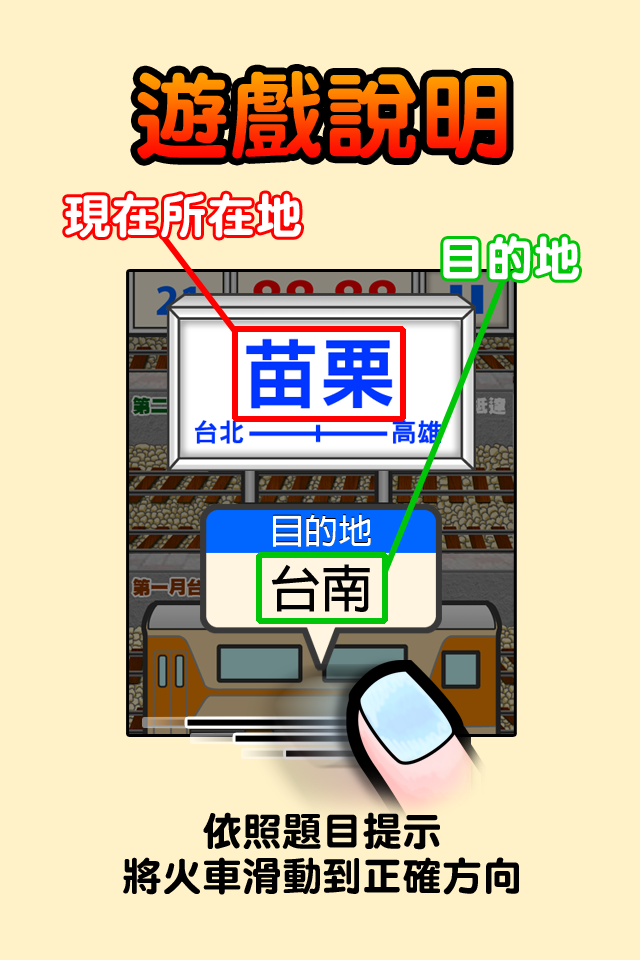 遊戲說明
現在所在地
目的地
苗栗
台北
高雄
目的地
台南
第一月台
依照題目提示
將火車滑動到正確方向